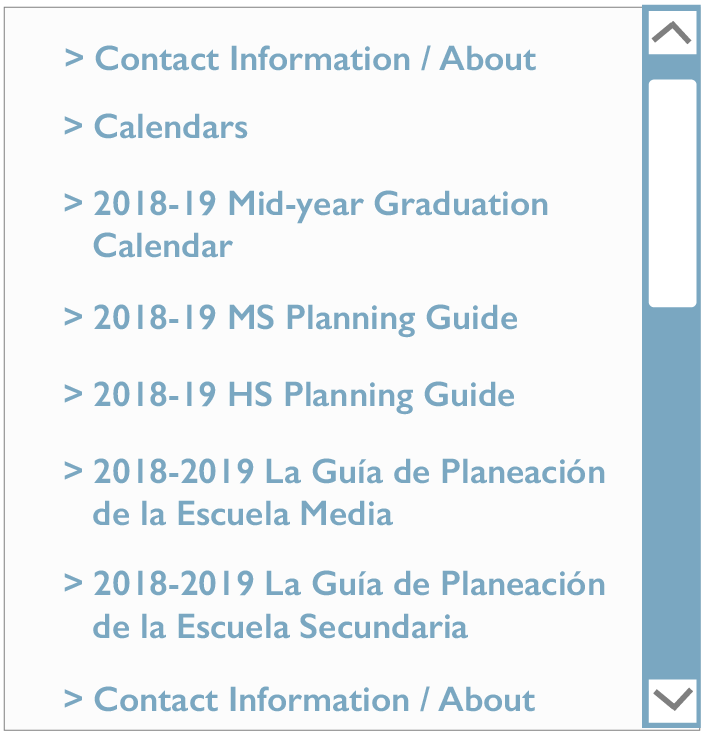 > Contact Information / About
> Calendars
> 2018-19 Mid-year Graduation
Calendar
> 2018-19 MS Planning Guide
> 2018-19 HS Planning Guide
> 2018-2019 La Guía de Planeación
de la Escuela Media
> 2018-2019 La Guía de Planeación
de la Escuela Secundaria
> Contact Information / About